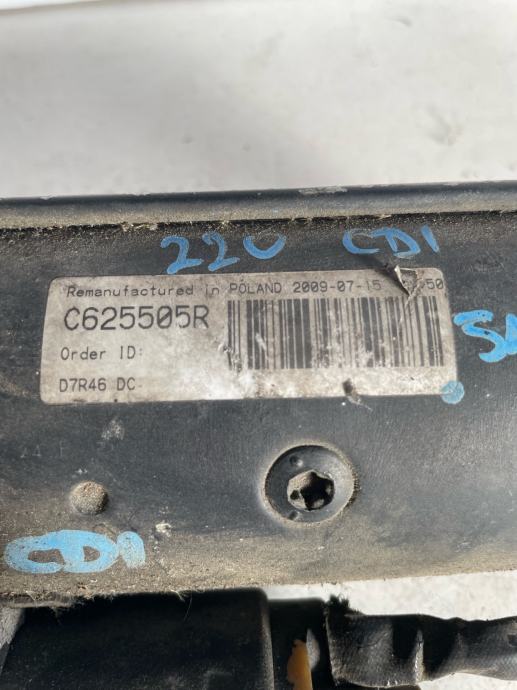 220 CDI
Remanufactured in POLAND 2009-07-15
C625505R
Order ID:
D7R46 DC
CDI